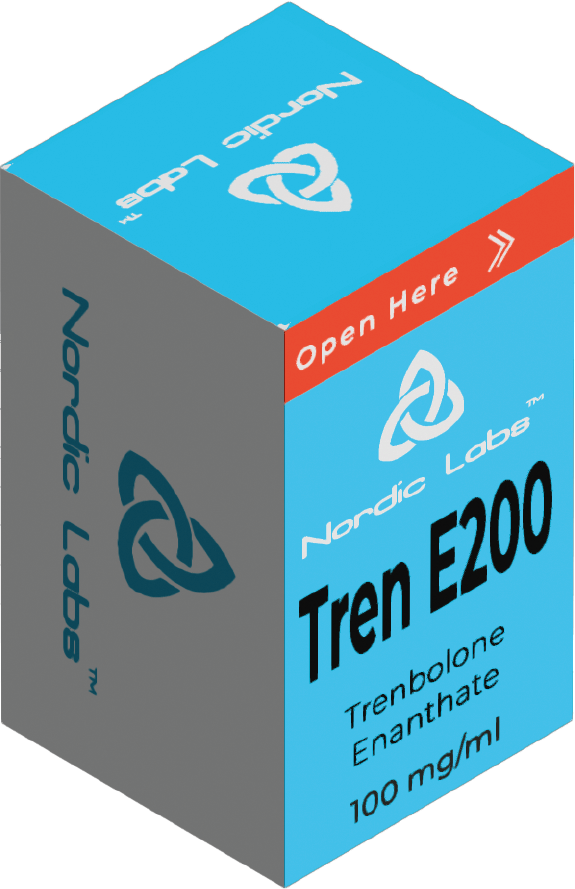 Nordic Labs™
Open Here
Nordic Labs™
Tren E200
Trenbolone
Enanthate
100 mg/ml
Nordic Labs™